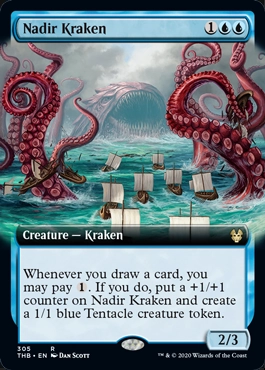 Nadir Kraken 1
Creature — Kraken
Whenever you draw a card, you
may pay 1. If you do, put a +1/+1
counter on Nadir Kraken and create
a 1/1 blue Tentacle creature token.
2/3
305 R
THB • EN Dan Scott
™ & © 2020 Wizards of the Coast